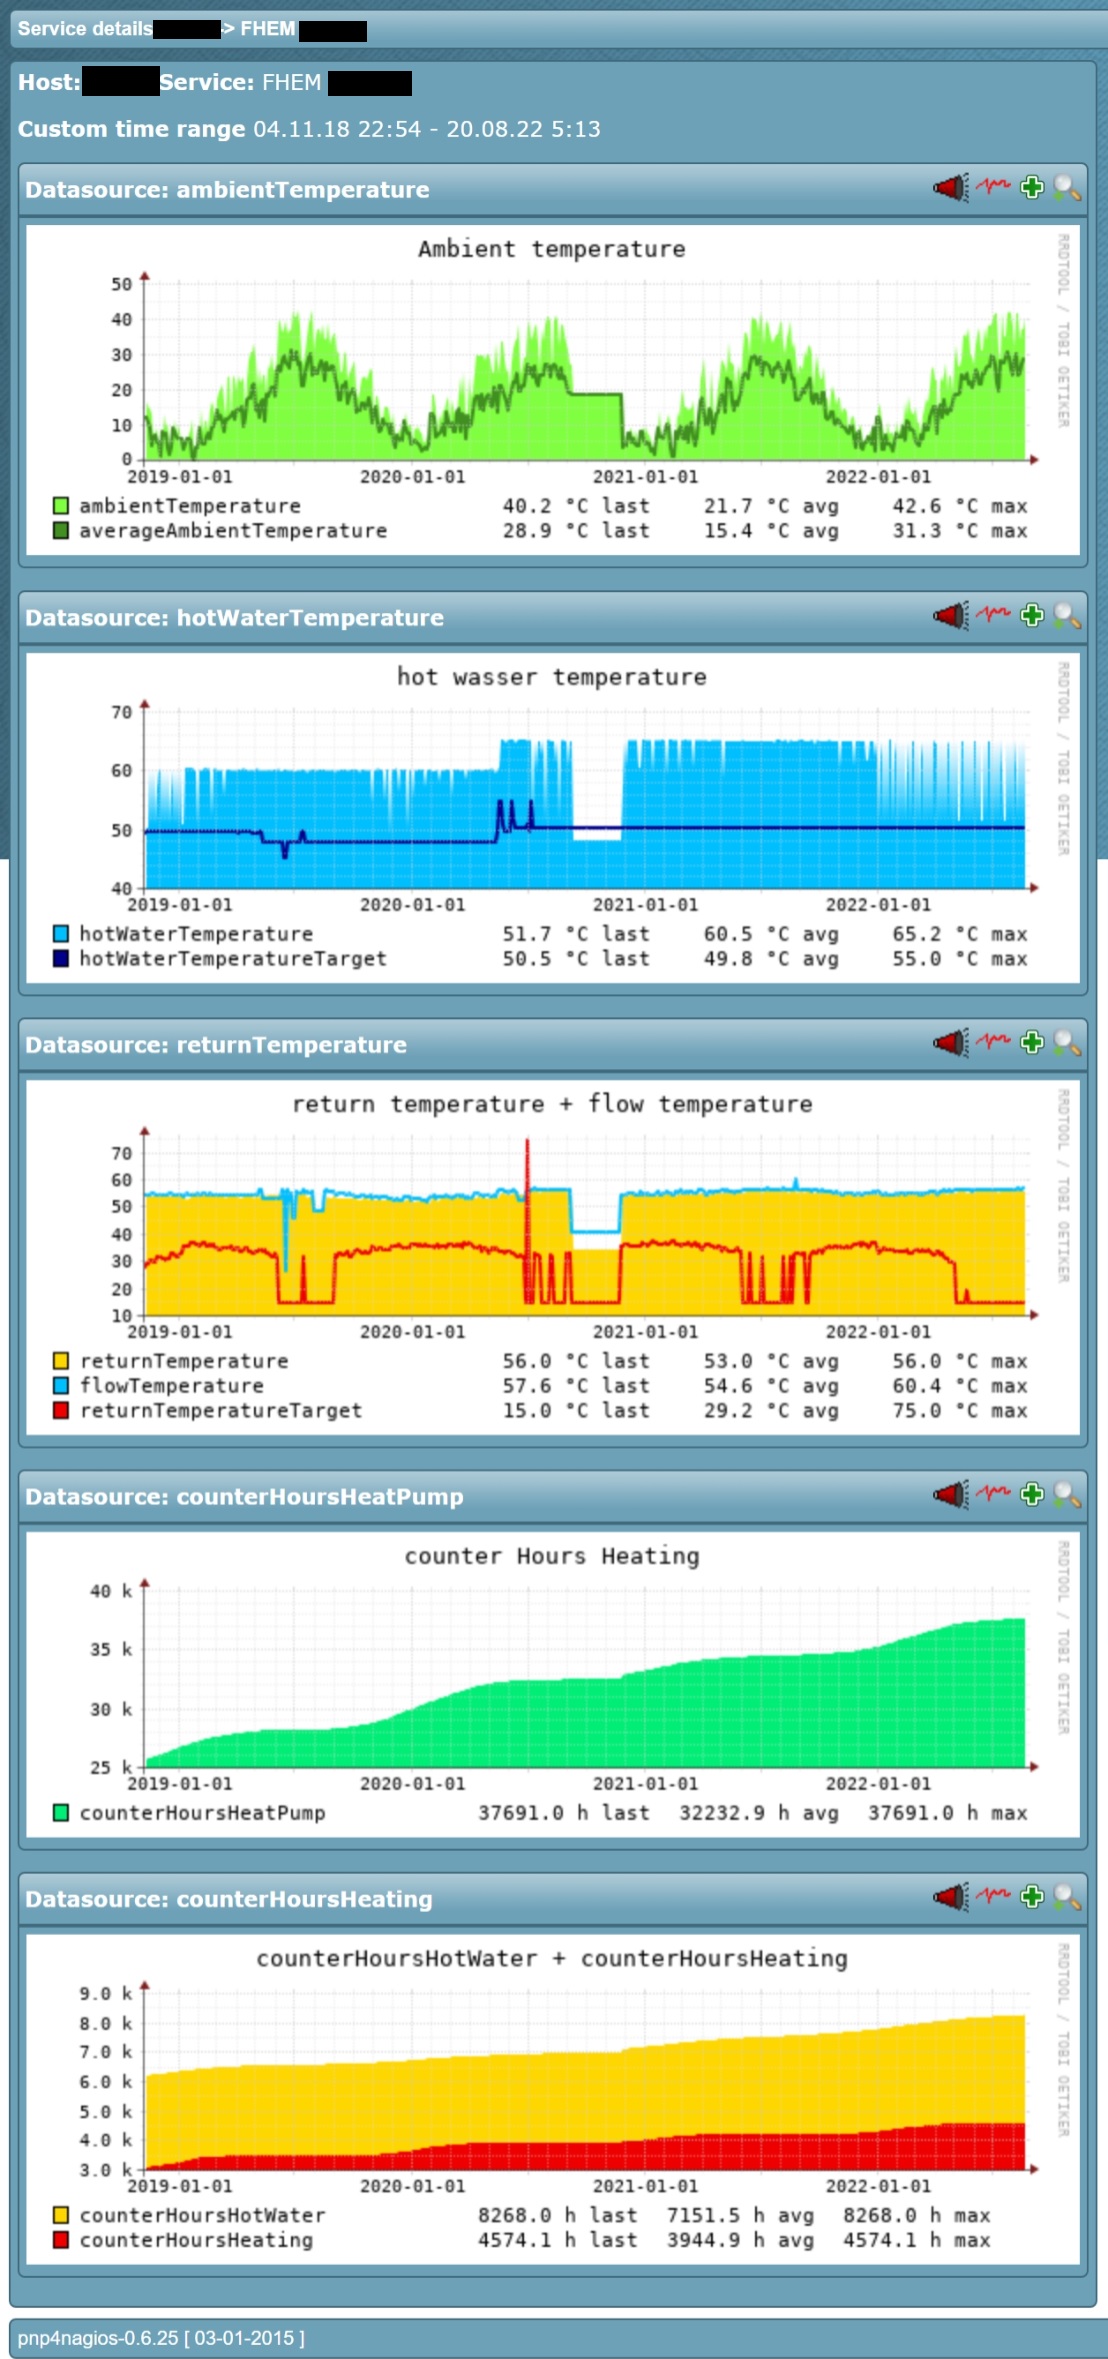 Service details -> FHEM
Host: Service: FHEM
Custom time range 04.11.18 22:54 - 20.08.22 5:13
Datasource: ambientTemperature
Ambient temperature
RRDTOOL / TOBI OETIKER
50
40
30
20
10
0
2019-01-01 2020-01-01 2021-01-01 2022-01-01
ambientTemperature 40.2 °C last 21.7 °C avg 42.6 °C max
averageAmbientTemperature 28.9 °C last 15.4 °C avg 31.3 °C max
Datasource: hotWaterTemperature
hot wasser temperature
RRDTOOL / TOBI OETIKER
70
60
50
40
2019-01-01 2020-01-01 2021-01-01 2022-01-01
hotWaterTemperature 51.7 °C last 60.5 °C avg 65.2 °C max
hotWaterTemperatureTarget 50.5 °C last 49.8 °C avg 55.0 °C max
Datasource: returnTemperature
return temperature + flow temperature
RRDTOOL / TOBI OETIKER
70
60
50
40
30
20
10
2019-01-01 2020-01-01 2021-01-01 2022-01-01
returnTemperature 56.0 °C last 53.0 °C avg 56.0 °C max
flowTemperature 57.6 °C last 54.6 °C avg 60.4 °C max
returnTemperatureTarget 15.0 °C last 29.2 °C avg 75.0 °C max
Datasource: counterHoursHeatPump
counter Hours Heating
RRDTOOL / TOBI OETIKER
40 k
35 k
30 k
25 k
2019-01-01 2020-01-01 2021-01-01 2022-01-01
counterHoursHeatPump 37691.0 h last 32232.9 h avg 37691.0 h max
Datasource: counterHoursHeating
counterHoursHotWater + counterHoursHeating
RRDTOOL / TOBI OETIKER
9.0 k
8.0 k
7.0 k
6.0 k
5.0 k
4.0 k
3.0 k
2019-01-01 2020-01-01 2021-01-01 2022-01-01
counterHoursHotWater 8268.0 h last 7151.5 h avg 8268.0 h max
counterHoursHeating 4574.1 h last 3944.9 h avg 4574.1 h max
pnp4nagios-0.6.25 [ 03-01-2015 ]